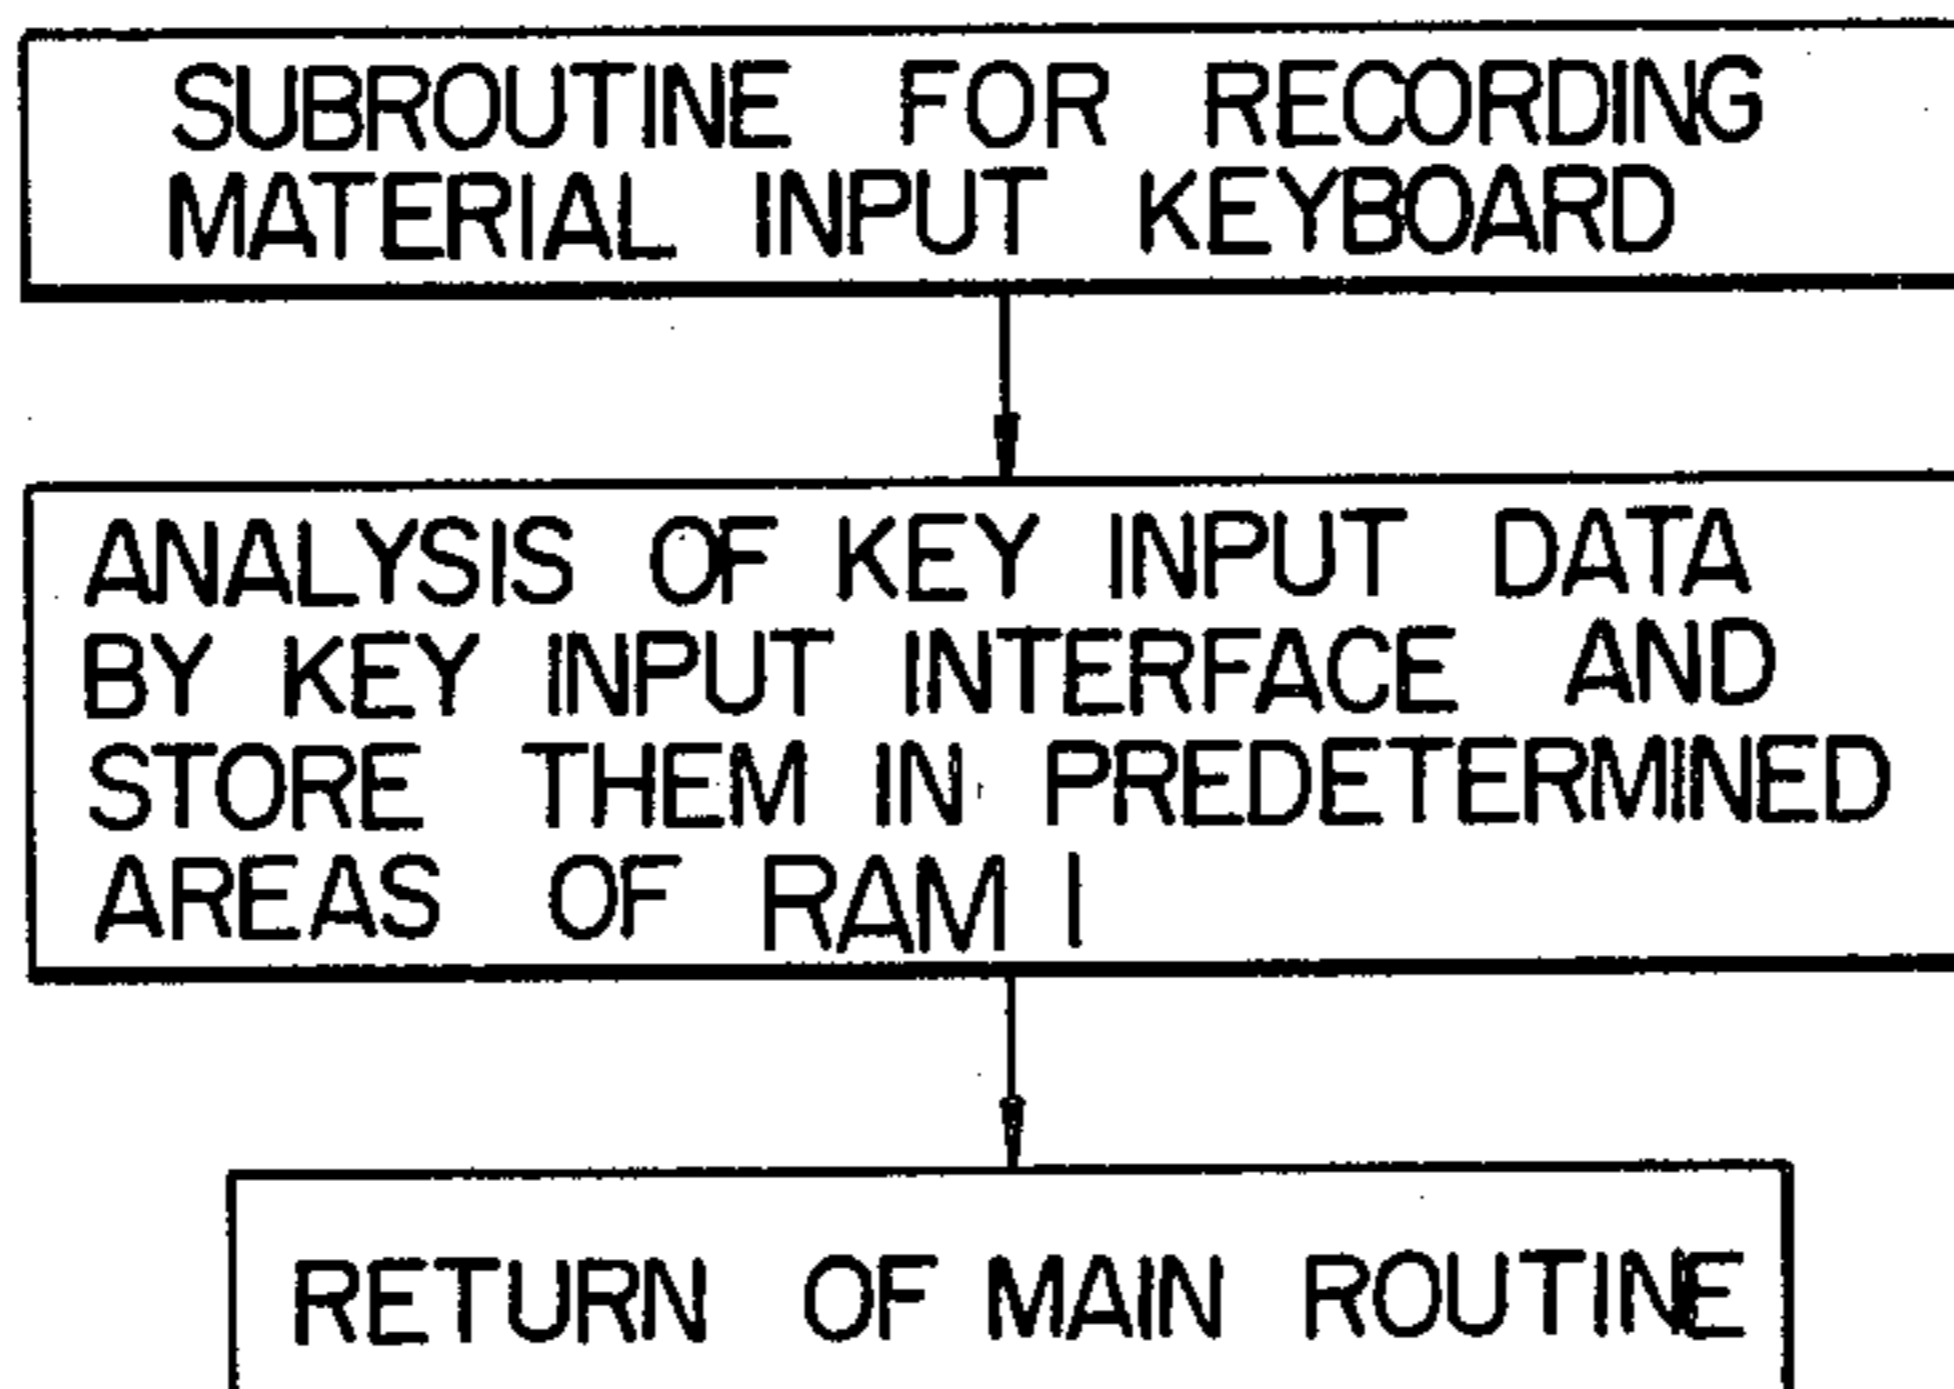 SUBROUTINE FOR RECORDING
MATERIAL INPUT KEYBOARD
ANALYSIS OF KEY INPUT DATA
BY KEY INPUT INTERFACE AND
STORE THEM IN PREDETERMINED
AREAS OF RAM 1
RETURN OF MAIN ROUTINE